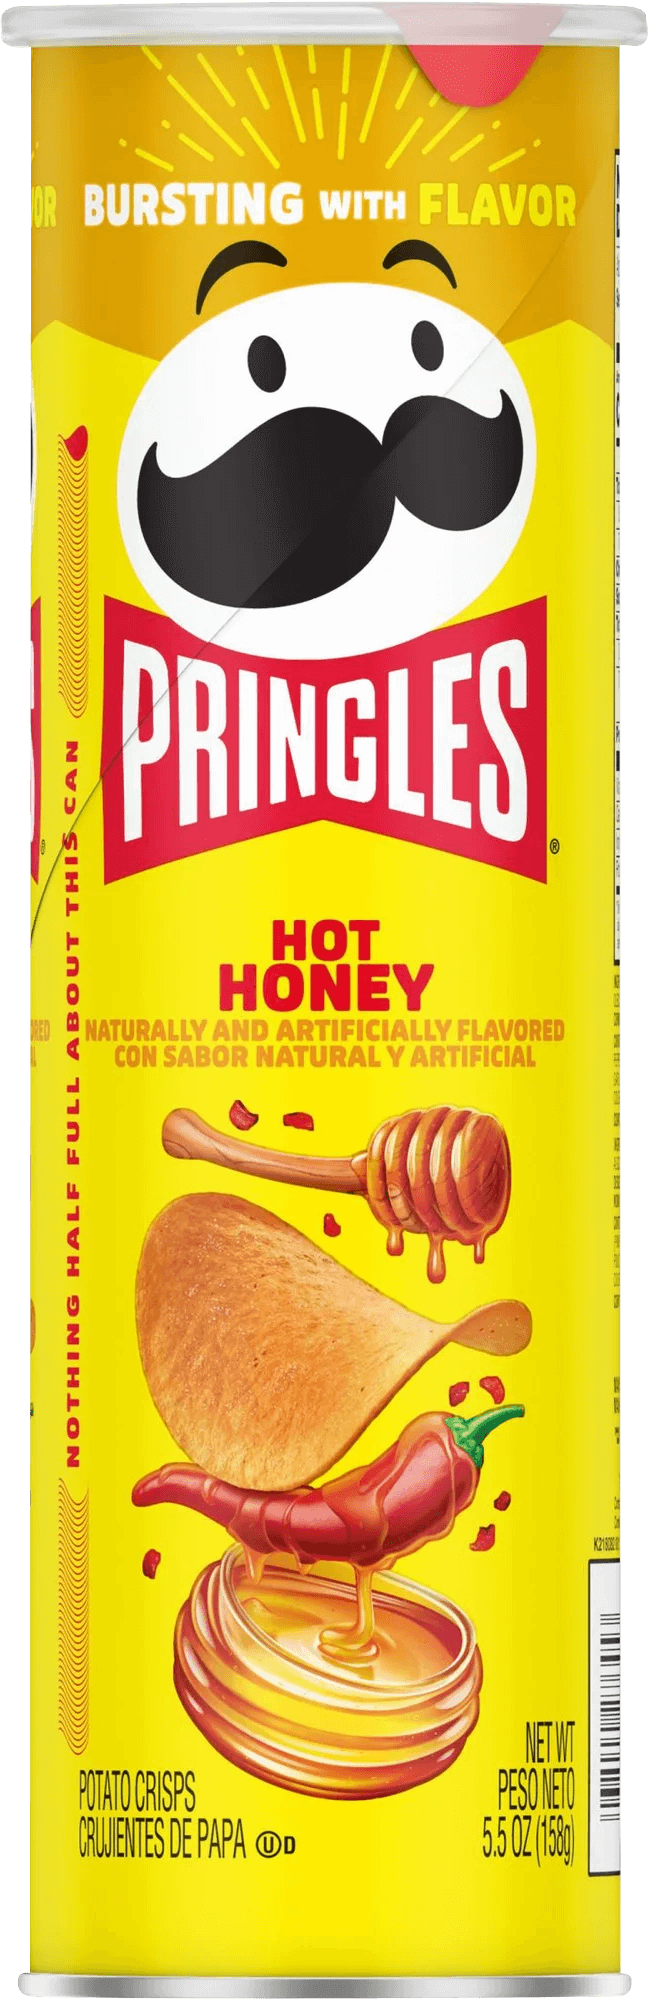 BURSTING WITH FLAVOR
PRINGLES
®
HOT
HONEY
NATURALLY AND ARTIFICIALLY FLAVORED
CON SABOR NATURAL Y ARTIFICIAL
NOTHING HALF FULL ABOUT THIS CAN
POTATO CRISPS
CRUJIENTES DE PAPA ⓊD
NET WT
PESO NETO
5.5 OZ (158g)